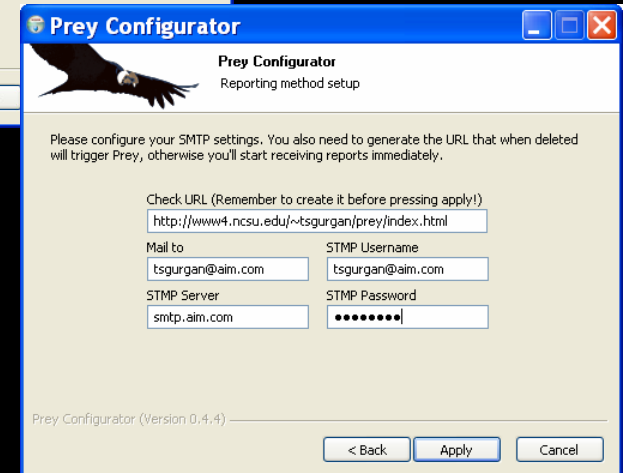 Prey Configurator
Prey Configurator
Reporting method setup
Please configure your SMTP settings. You also need to generate the URL that when deleted
will trigger Prey, otherwise you'll start receiving reports immediately.
Check URL (Remember to create it before pressing apply!)
http://www4.ncsu.edu/~tsgurgan/prey/index.html
Mail to
STMP Username
tsgurgan@aim.com
tsgurgan@aim.com
STMP Server
STMP Password
smtp.aim.com
●●●●●●●●
Prey Configurator (Version 0.4.4)
< Back
Apply
Cancel